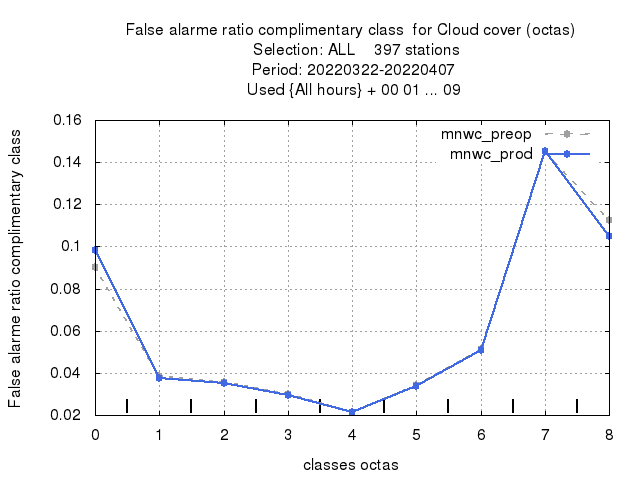 False alarme ratio complimentary class  for Cloud cover (octas)
Selection: ALL    397 stations
Period: 20220322-20220407
Used {All hours} + 00 01 ... 09
mnwc_preop
mnwc_prod
False alarme ratio complimentary class
0.16
0.14
0.12
0.1
0.08
0.06
0.04
0.02
0 1 2 3 4 5 6 7 8
classes octas